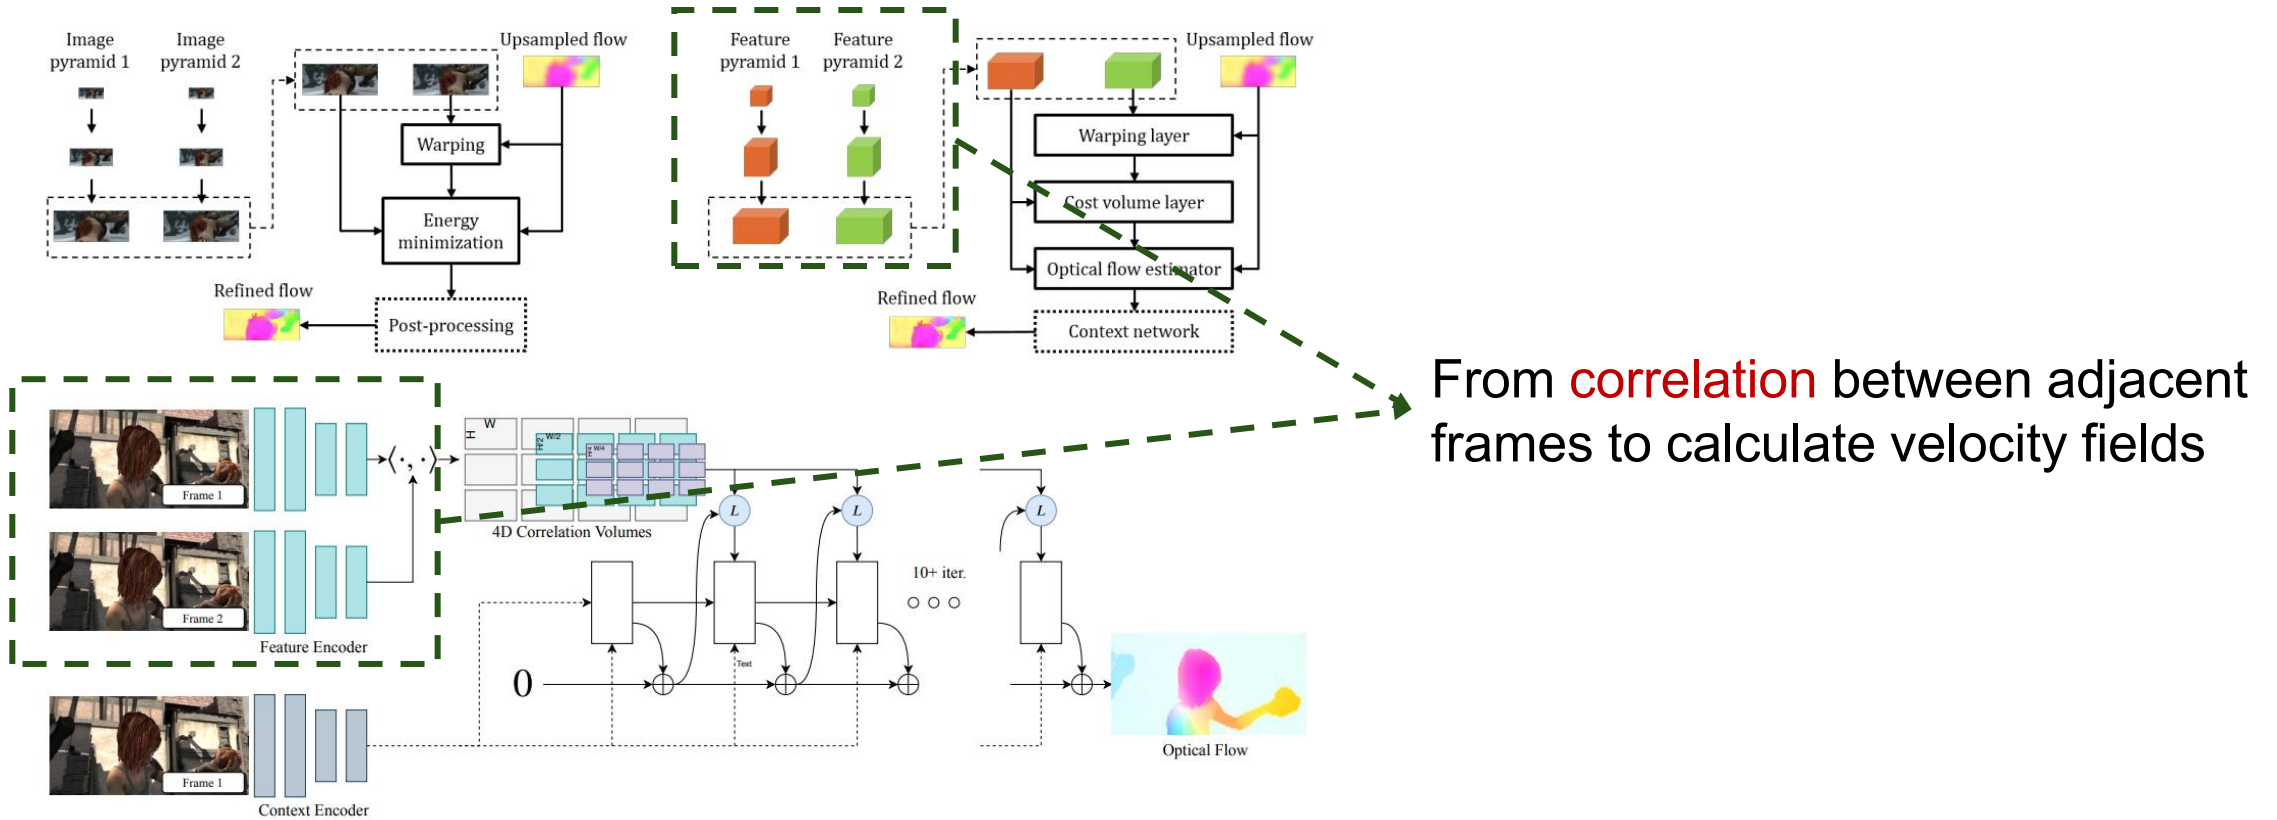 Image
pyramid 1
Image
pyramid 2
Upsampled flow
Warping
Energy
minimization
Refined flow
Post-processing
Feature
pyramid 1
Feature
pyramid 2
Upsampled flow
Warping layer
Cost volume layer
Optical flow estimator
Refined flow
Context network
From correlation between adjacent
frames to calculate velocity fields
Frame 1
Frame 2
Feature Encoder
⟨·, ·⟩
H
W
H/2
W/2
H/4
W/4
4D Correlation Volumes
L
L
L
10+ iter.
Text
0
Optical Flow
Frame 1
Context Encoder